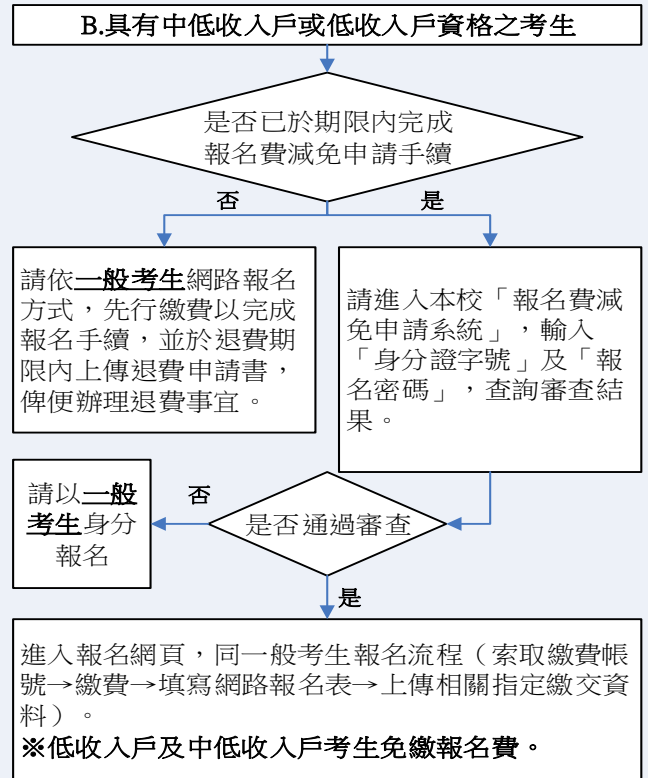 B.具有中低收入戶或低收入戶資格之考生
是否已於期限內完成
報名費減免申請手續
否
是
請依一般考生網路報名
方式，先行繳費以完成
報名手續，並於退費期
限內上傳退費申請書，
俾便辦理退費事宜。
請進入本校「報名費減
免申請系統」，輸入
「身分證字號」及「報
名密碼」，查詢審查結
果。
請以一般
考生身分
報名
否
是否通過審查
是
進入報名網頁，同一般考生報名流程（索取繳費帳
號→繳費→填寫網路報名表→上傳相關指定繳交資
料）。
※低收入戶及中低收入戶考生免繳報名費。